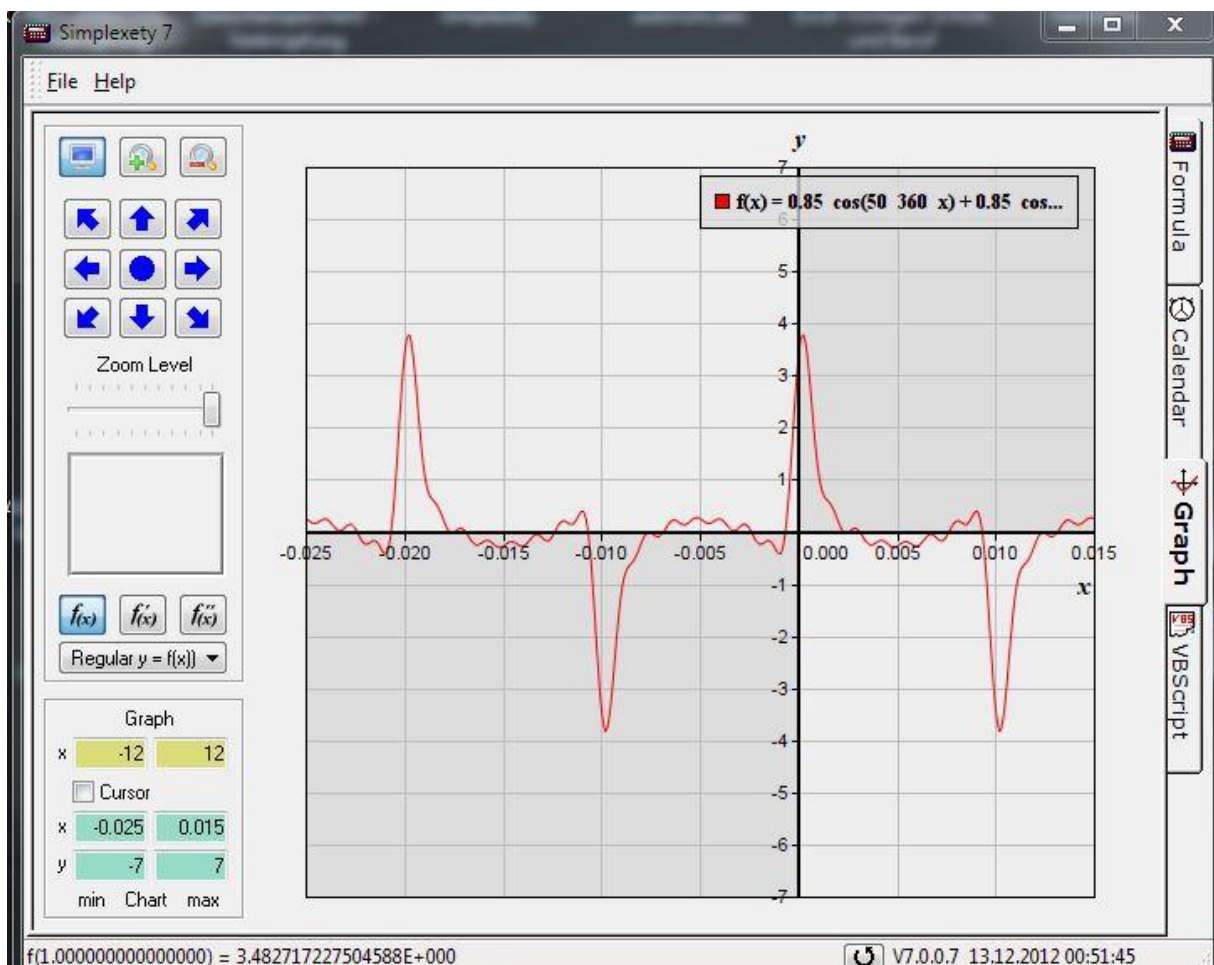 Simplexety 7
File Help
Zoom Level
f(x) f'(x) f''(x)
Regular y = f(x))
Graph
x -12 12
Cursor
x -0.025 0.015
y -7 7
min Chart max
y
f(x) = 0.85 cos(50 360 x) + 0.85 cos...
7
6
5
4
3
2
1
-0.025 -0.020 -0.015 -0.010 -0.005 0.000 0.005 0.010 0.015
x
-1
-2
-3
-4
-5
-6
-7
Formula
Calendar
Graph
VBS VBScript
f(1.000000000000000) = 3.482717227504588E+000
V7.0.0.7 13.12.2012 00:51:45